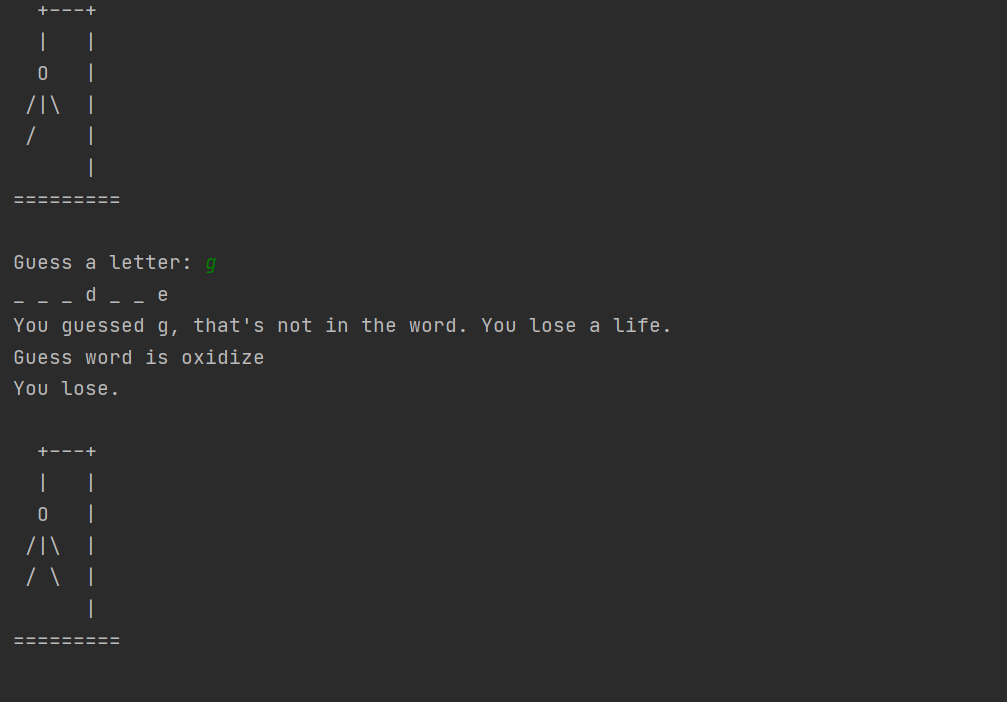 +---+
  |   |
  O   |
 /|\  |
 /    |
      |
=========

Guess a letter: g
_ _ _ d _ _ e
You guessed g, that's not in the word. You lose a life.
Guess word is oxidize
You lose.

  +---+
  |   |
  O   |
 /|\  |
 / \  |
      |
=========